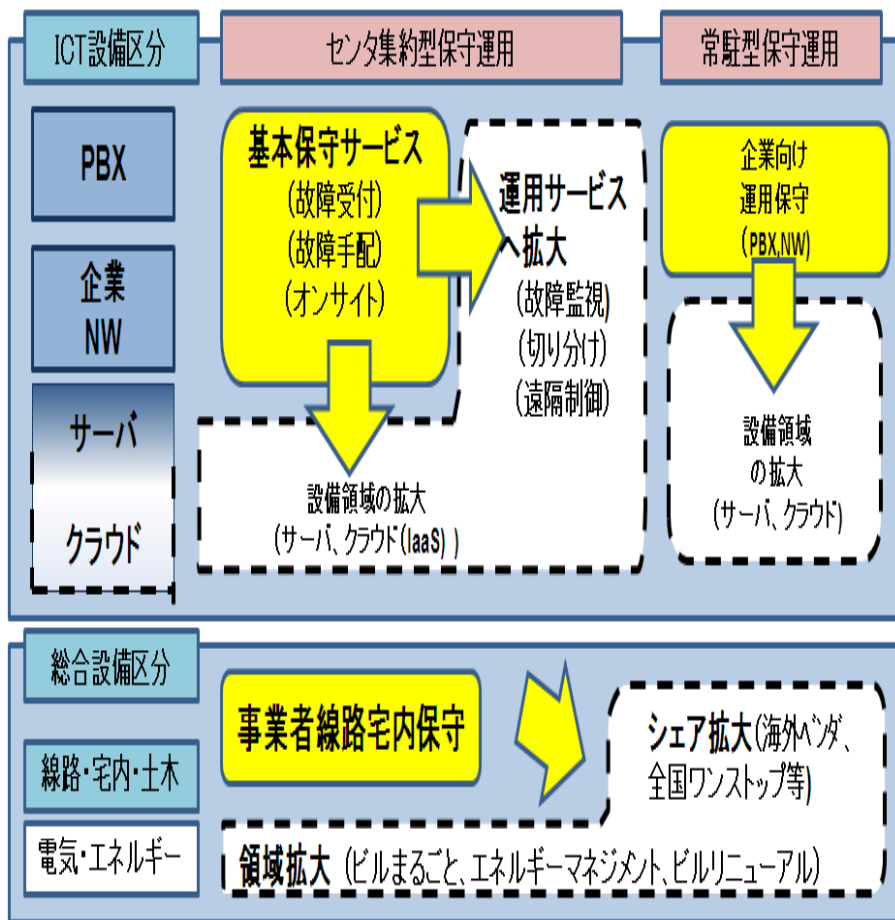 ICT設備区分
センタ集約型保守運用
常駐型保守運用
PBX
企業
NW
サーバ
クラウド
基本保守サービス
(故障受付)
(故障手配)
(オンサイト)
運用サービス
へ拡大
(故障監視)
(切り分け)
(遠隔制御)
設備領域の拡大
(サーバ、クラウド(IaaS) )
企業向け
運用保守
(PBX,NW)
設備領域
の拡大
(サーバ、クラウド)
総合設備区分
線路・宅内・土木
電気・エネルギー
事業者線路宅内保守
シェア拡大(海外ベンダ、
全国ワンストップ等)
領域拡大 (ビルまるごと、エネルギーマネジメント、ビルリニューアル)